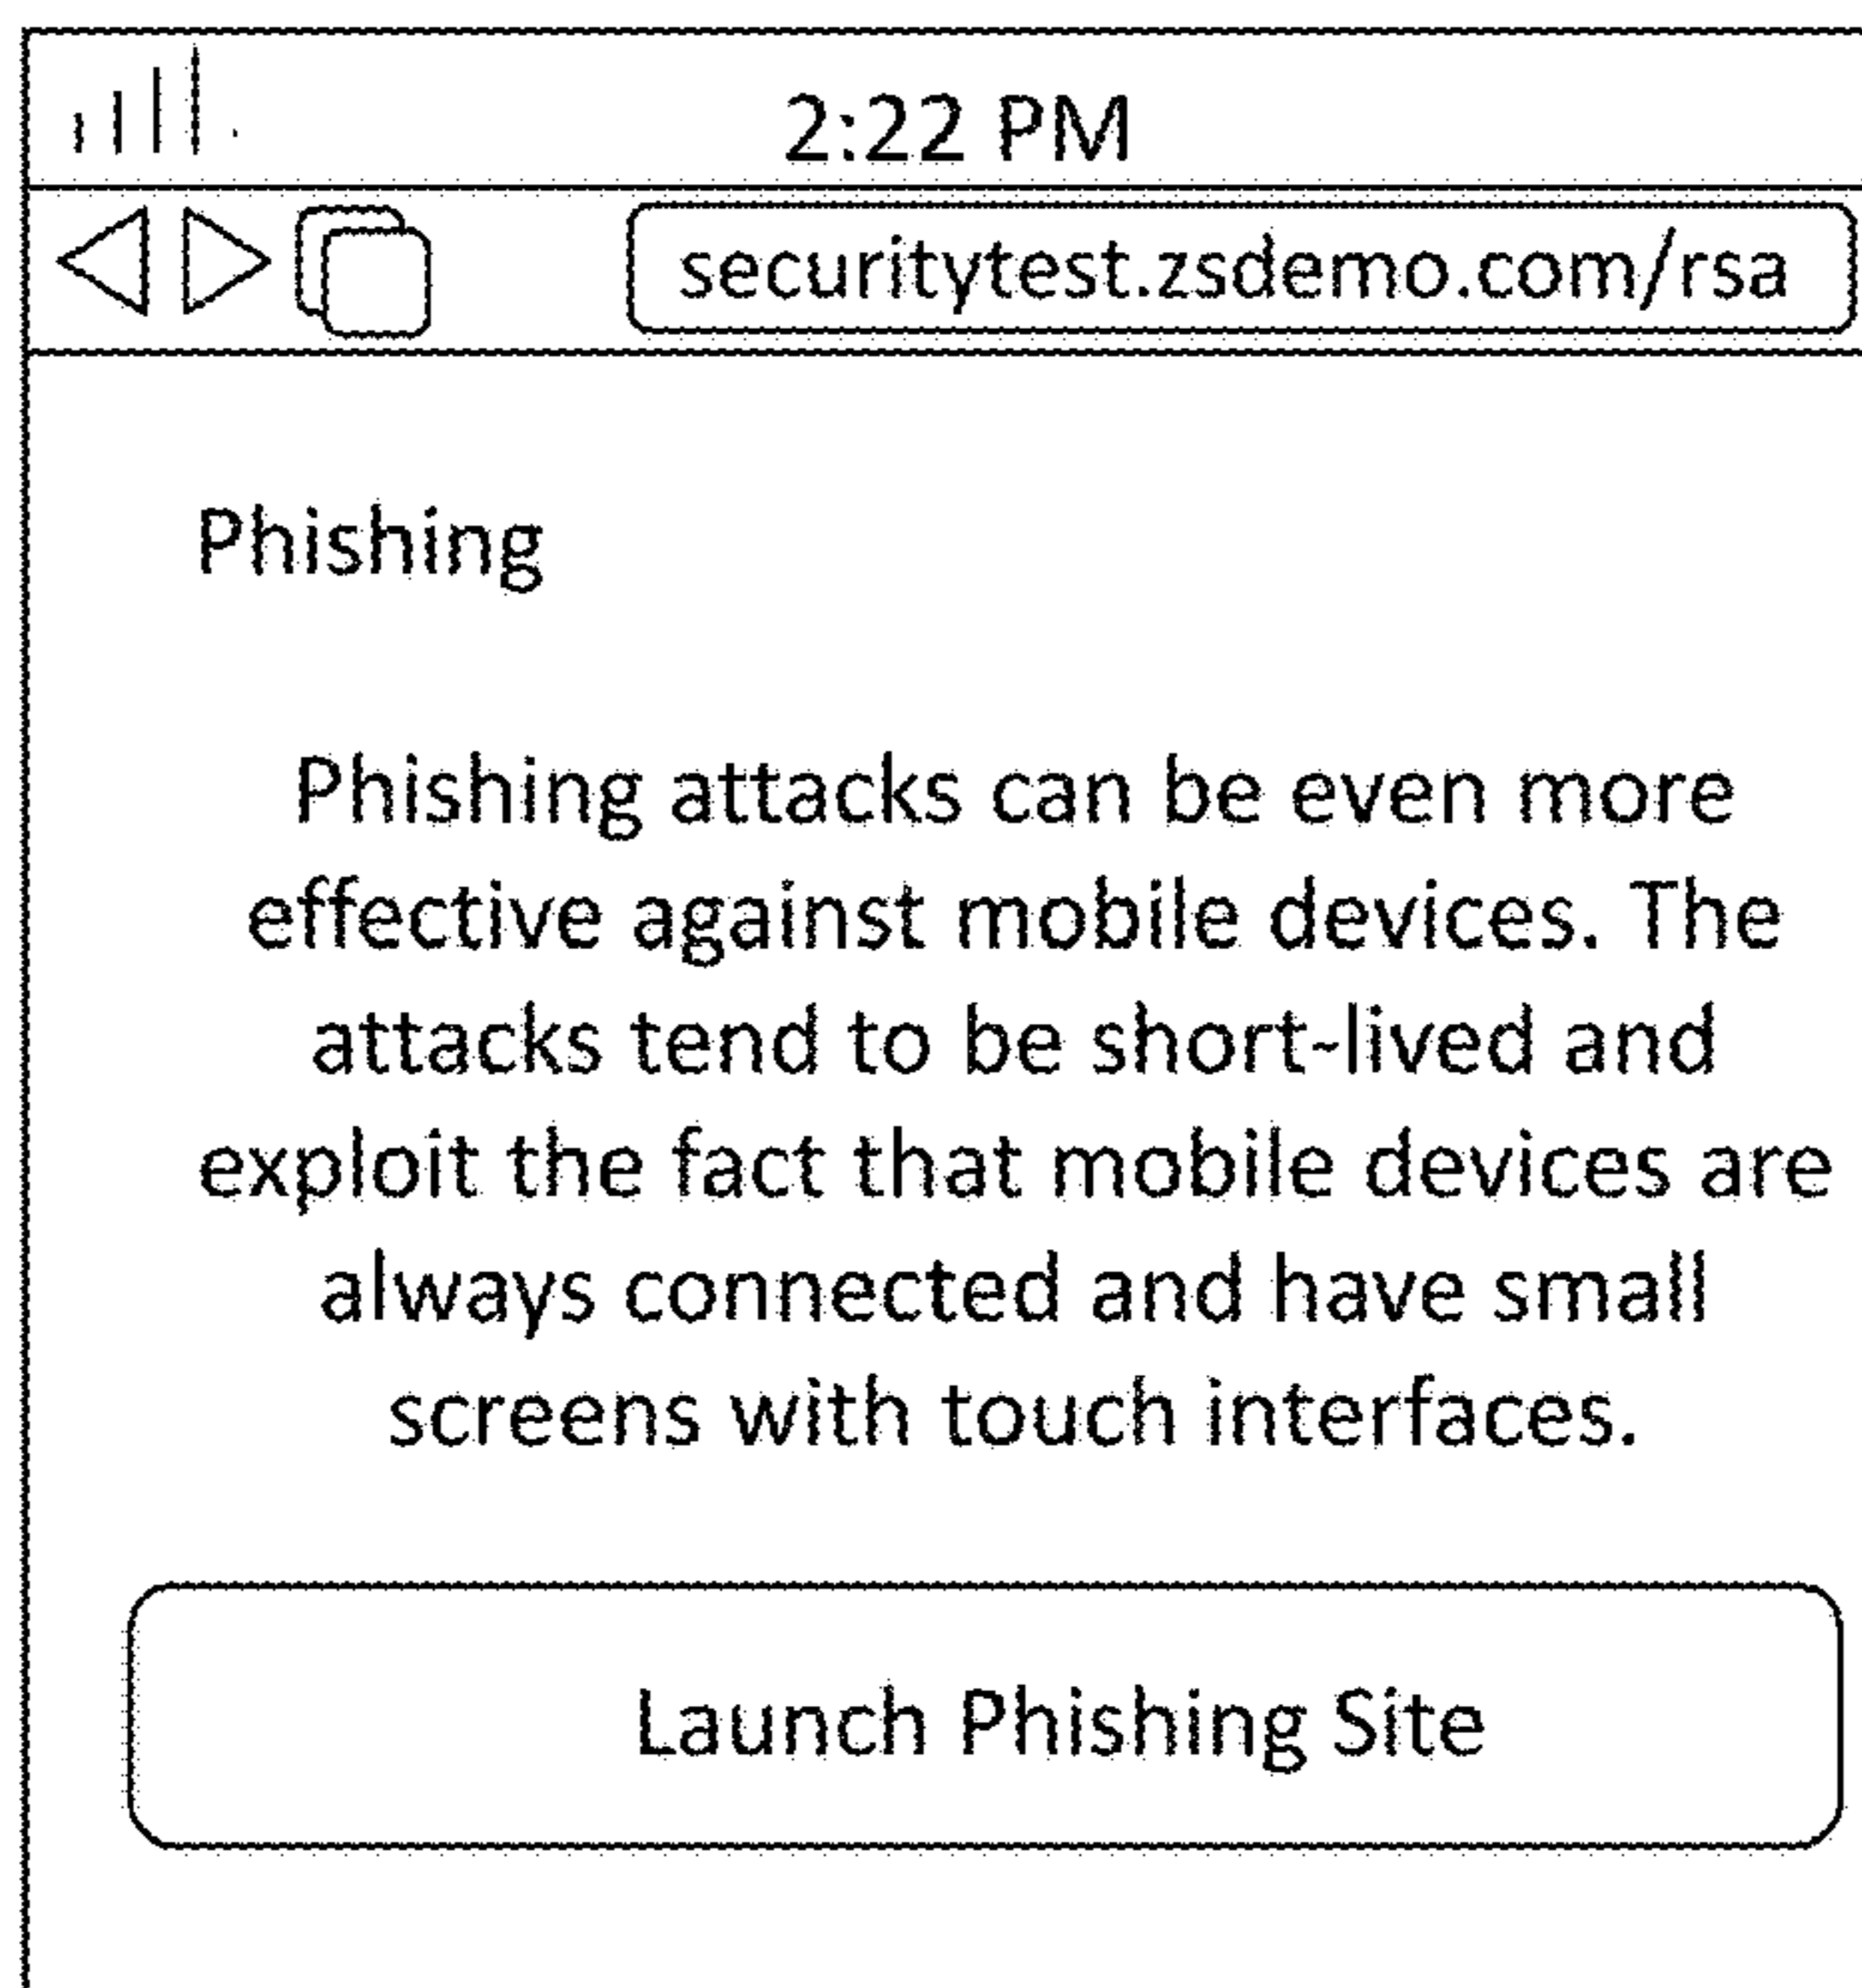 2:22 PM
securitytest.zsdemo.com/rsa
Phishing
Phishing attacks can be even more
effective against mobile devices. The
attacks tend to be short-lived and
exploit the fact that mobile devices are
always connected and have small
screens with touch interfaces.
Launch Phishing Site